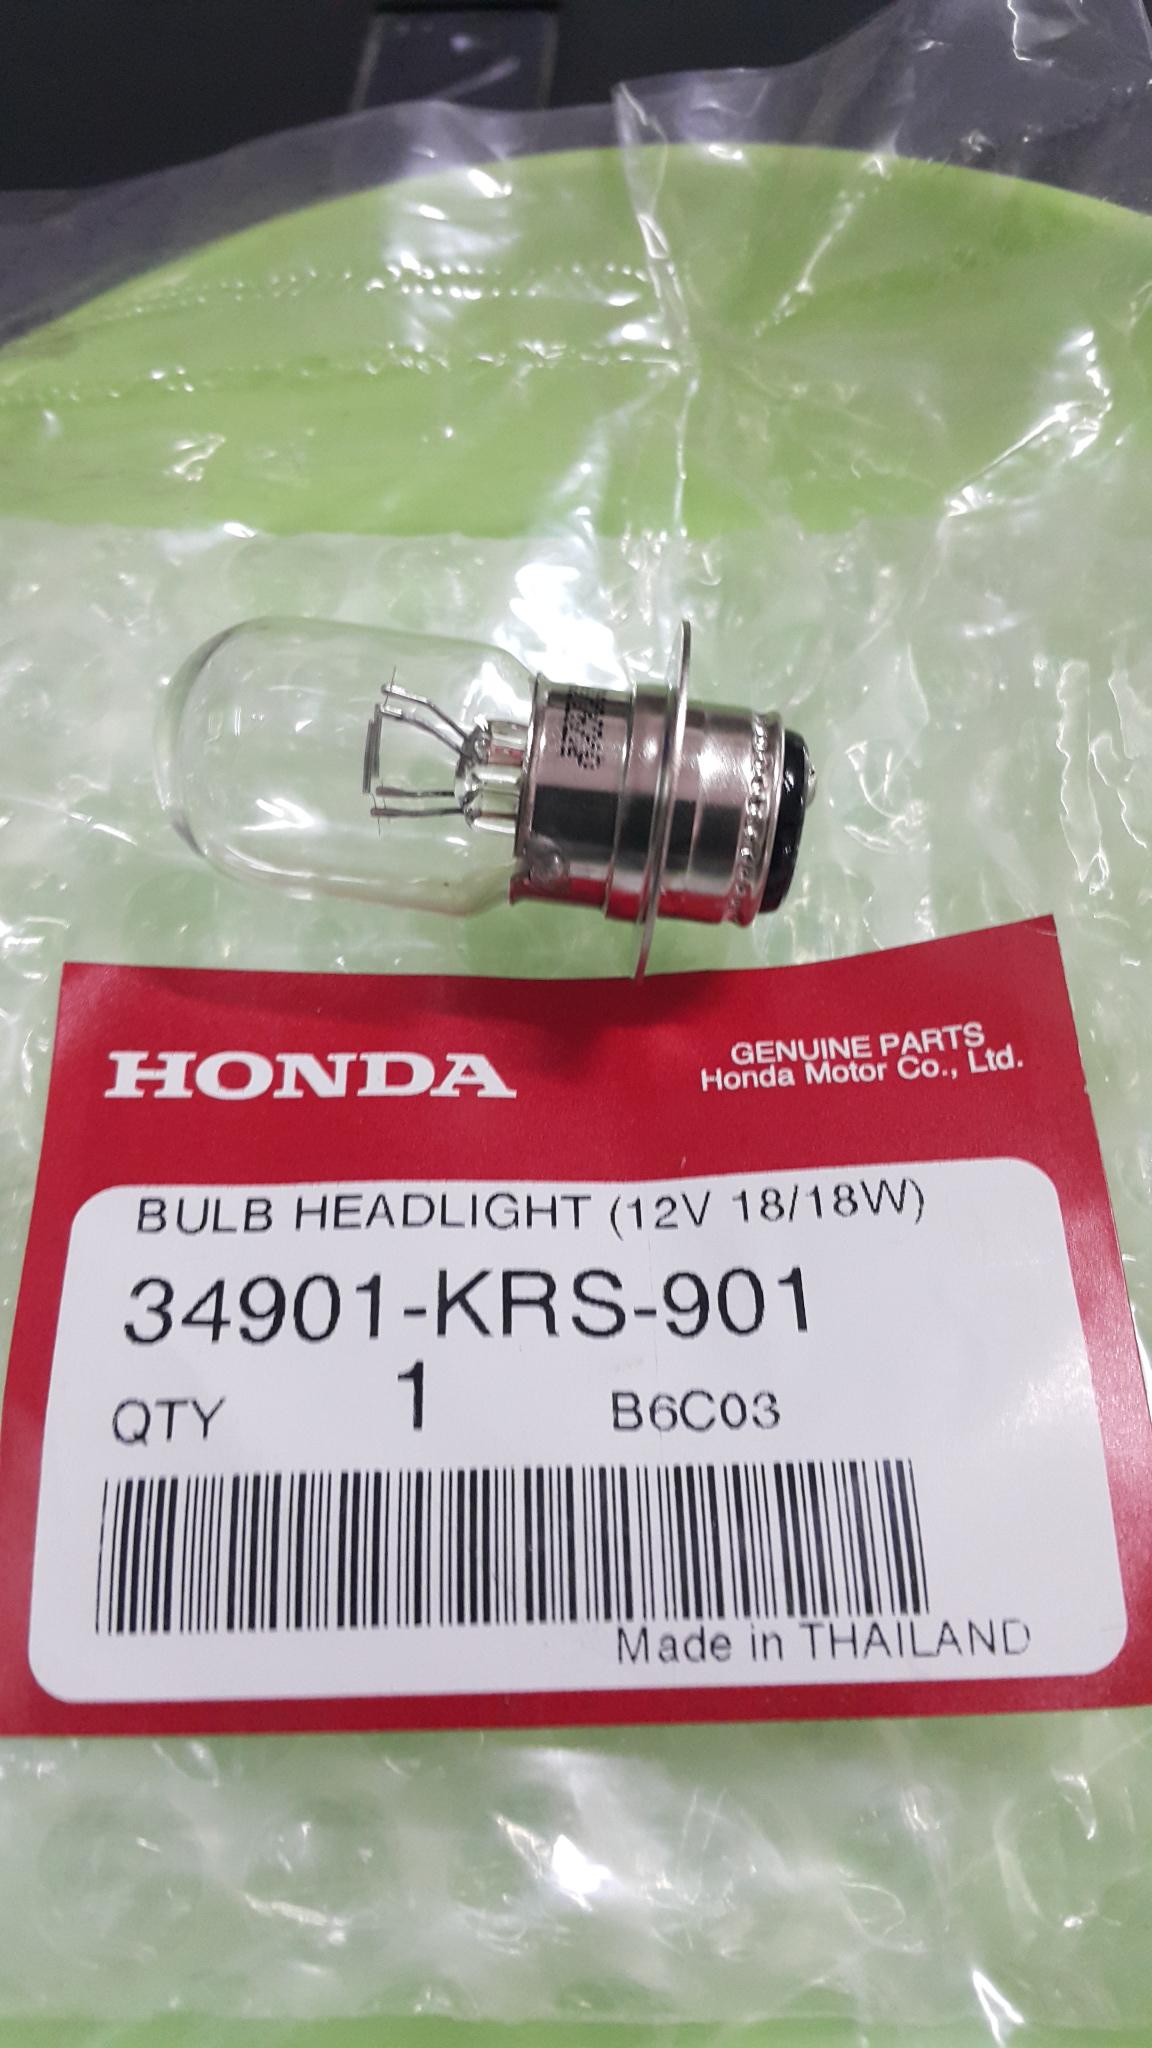 HONDA
GENUINE PARTS
Honda Motor Co., Ltd.
BULB HEADLIGHT (12V 18/18W)
34901-KRS-901
QTY 1 B6C03
Made in THAILAND